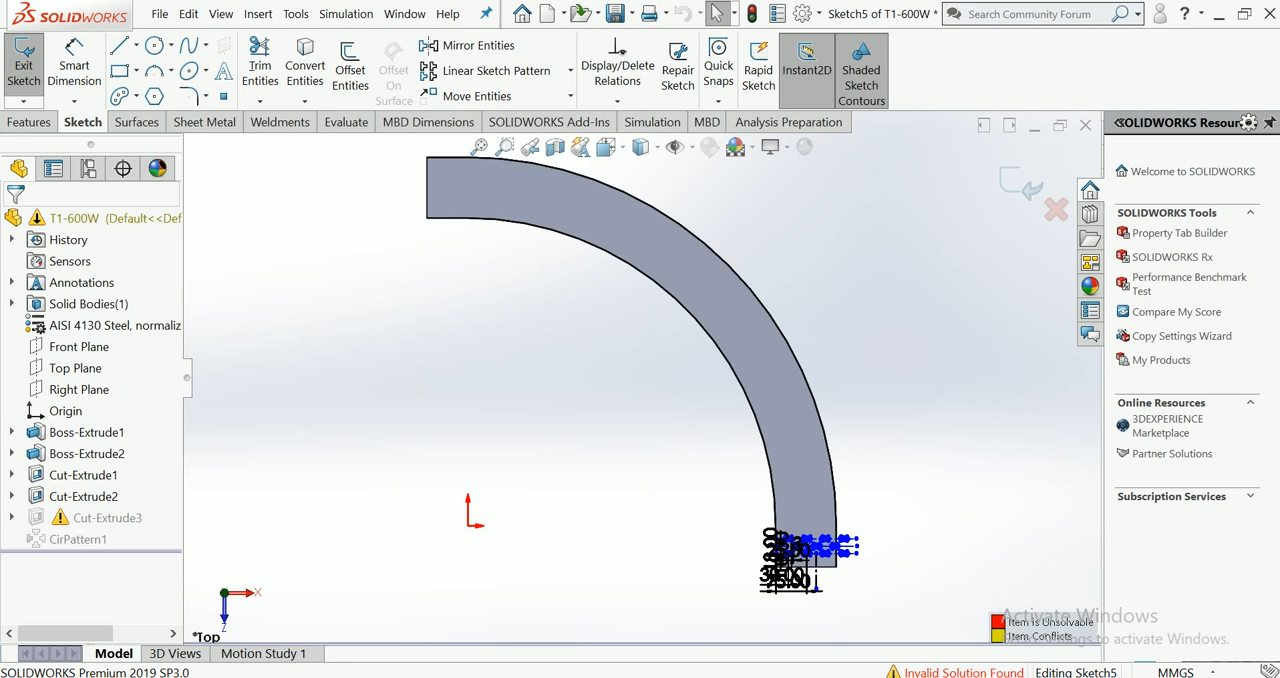 SOLIDWORKS File Edit View Insert Tools Simulation Window Help Sketch5 of T1-600W * Search Community Forum ?
Exit Sketch
Smart Dimension
Trim Entities
Convert Entities
Offset Entities
Offset On Surface
Mirror Entities
Linear Sketch Pattern
Move Entities
Display/Delete Relations
Repair Sketch
Quick Snaps
Rapid Sketch
Instant2D
Shaded Sketch Contours
Features Sketch Surfaces Sheet Metal Weldments Evaluate MBD Dimensions SOLIDWORKS Add-Ins Simulation MBD Analysis Preparation
T1-600W (Default<<Def
History
Sensors
Annotations
Solid Bodies(1)
AISI 4130 Steel, normaliz
Front Plane
Top Plane
Right Plane
Origin
Boss-Extrude1
Boss-Extrude2
Cut-Extrude1
Cut-Extrude2
Cut-Extrude3
CirPattern1
X
Z
*Top
SOLIDWORKS Resour
Welcome to SOLIDWORKS
SOLIDWORKS Tools
Property Tab Builder
SOLIDWORKS Rx
Performance Benchmark
Test
Compare My Score
Copy Settings Wizard
My Products
Online Resources
3DEXPERIENCE
Marketplace
Partner Solutions
Subscription Services
Activate Windows
Item is Unsolvable
Item Conflicts
to activate Windows.
Model 3D Views Motion Study 1
SOLIDWORKS Premium 2019 SP3.0 Invalid Solution Found Editing Sketch5 MMGS